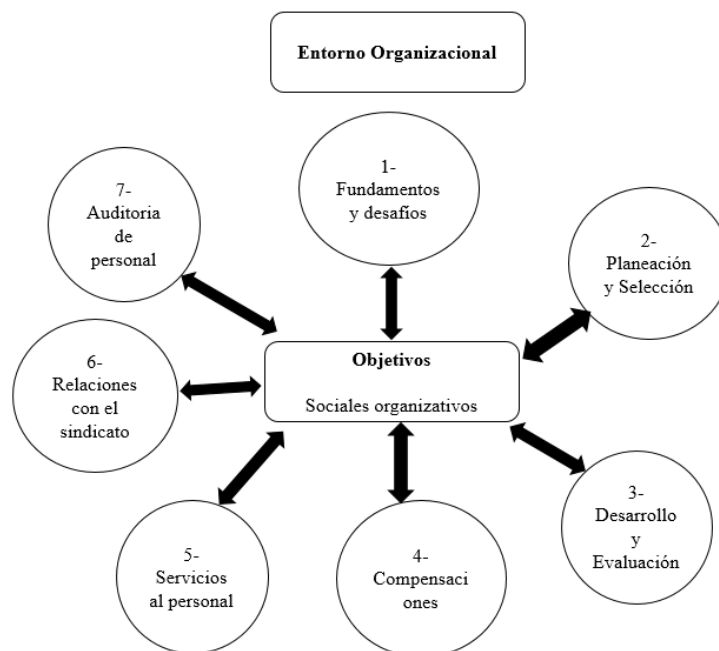 Entorno Organizacional
1-
Fundamentos
y desafíos
2-
Planeación
y Selección
3-
Desarrollo
y
Evaluación
4-
Compensaci
ones
5-
Servicios
al personal
6-
Relaciones
con el
sindicato
7-
Auditoria
de
personal
Objetivos
Sociales organizativos